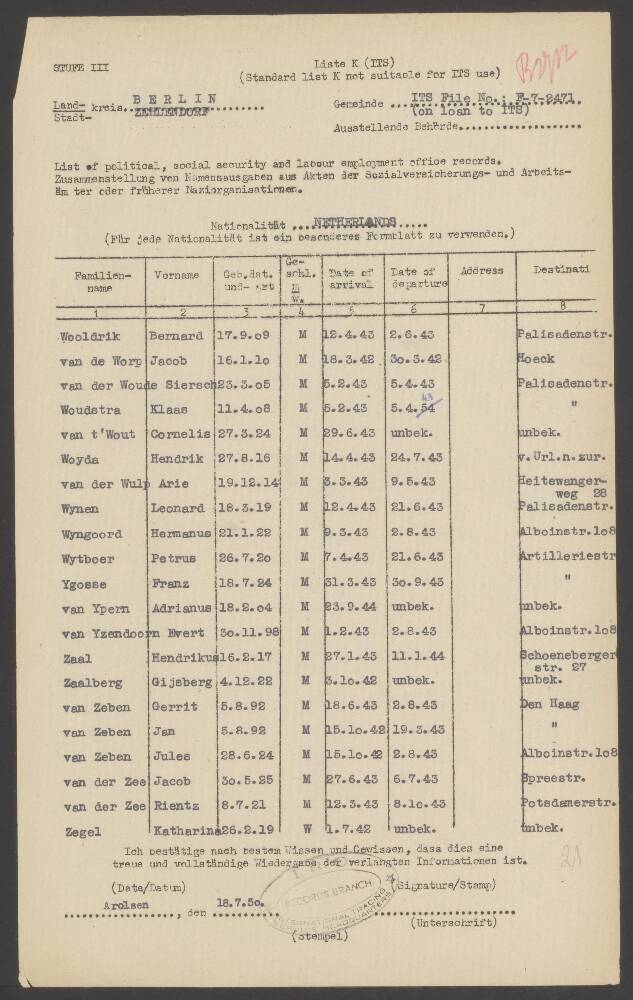 STUFE III
Liste K (ITS)
(Standard list K not suitable for ITS use)
Land- kreis. BERLIN
Stadt- ZEHLENDORF
Gemeinde ... ITS File No.: F-7-2471.
(on loan to ITS)
Ausstellende Behörde
List of political, social security and labour employment office records.
Zusammenstellung von Namensausgaben aus Akten der Sozialversicherungs- und Arbeits-
äm ter oder früherer Naziorganisationen.
Nationalität ... NETHERLANDS .....
(Für jede Nationalität ist ein besonderes Formblatt zu verwenden.)
Familien-name Vorname Geb.dat. und- ort Ge-schl. M W. Date of arrival Date of departure Address Destinati
1 2 3 4 5 6 7 8
Wooldrik Bernard 17.9.09 M 12.4.43 2.6.43 Palisadenstr.
van de Worp Jacob 16.1.10 M 18.3.42 30.3.42. Hoeck
van der Woude Siersch 23.3.05 M 5.2.43 5.4.43 Palisadenstr.
Woudstra Klaas 11.4.08 M 5.2.43 5.4.54 43 "
van t'Wout Cornelis 27.3.24 M 29.6.43 unbek. unbek.
Woyda Hendrik 27.8.16 M 14.4.43 24.7.43 v.Url.n.zur.
van der Wulp Arie 19.12.14 M 3.3.43 9.5.43 Heitewanger-
weg 28
Wynen Leonard 18.3.19 M 12.4.43 21.6.43 Palisadenstr.
Wyngoord Hermanus 21.1.22 M 9.3.43 2.8.43 Alboinstr.108
Wytboer Petrus 26.7.20 M 7.4.43 21.6.43 Artilleriestr
Ygosse Franz 18.7.24 M 31.3.43 30.9.43 "
van Ypern Adrianus 18.2.04 M 23.9.44 unbek. unbek.
van Yzendoorn Evert 30.11.98 M 1.2.43 2.8.43 Alboinstr.108
Zaal Hendrikus 16.2.17 M 27.1.43 11.1.44 Schoeneberger
str. 27
Zaalberg Gijsberg 4.12.22 M 3.10.42 unbek. unbek.
van Zeben Gerrit 5.8.92 M 18.6.43 2.8.43 Den Haag
van Zeben Jan 5.8.92 M 15.10.42 19.3.43 "
van Zeben Jules 28.6.24 M 15.10.42 2.8.43 Alboinstr.108
van der Zee Jacob 30.5.25 M 27.6.43 6.7.43 Spreestr.
van der Zee Rientz 8.7.21 M 12.3.43 8.10.43 Potsdamerstr.
Zegel Katharina 26.2.19 W 1.7.42 unbek. unbek.
Ich bestätige nach bestem Wissen und Gewissen, dass dies eine
treue und vollständige Wiedergabe der verlangten Informationen ist.
21
(Date/Datum) (Signature/Stamp)
Arolsen, den 18.7.50.
I.R.O.
RECORDS BRANCH
INTERNATIONAL TRACING
SERVICE HEADQUARTERS
(Stempel) (Unterschrift)